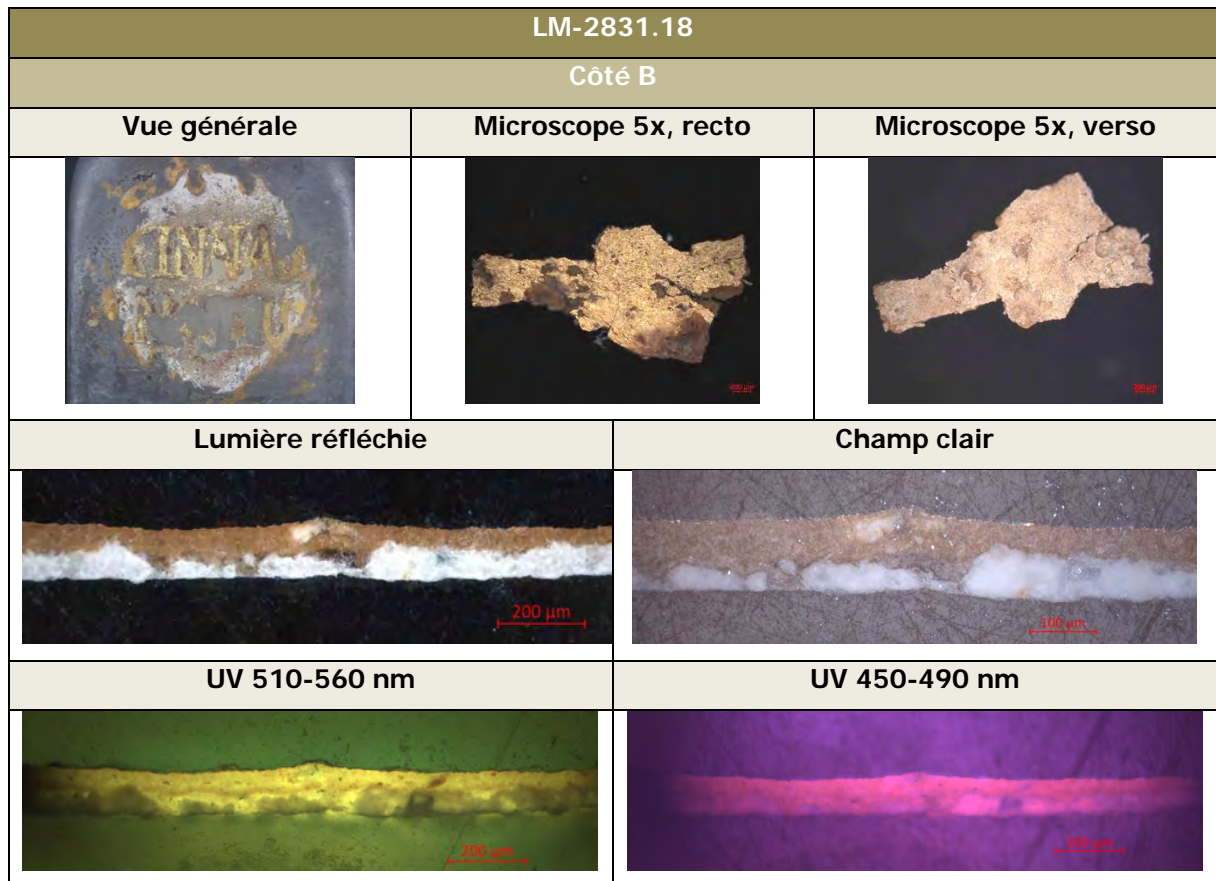 LM-2831.18
Côté B
Vue générale
Microscope 5x, recto
Microscope 5x, verso
CINNA
Lumière réfléchie
Champ clair
200 µm
100 µm
UV 510-560 nm
UV 450-490 nm
200 µm
200 µm